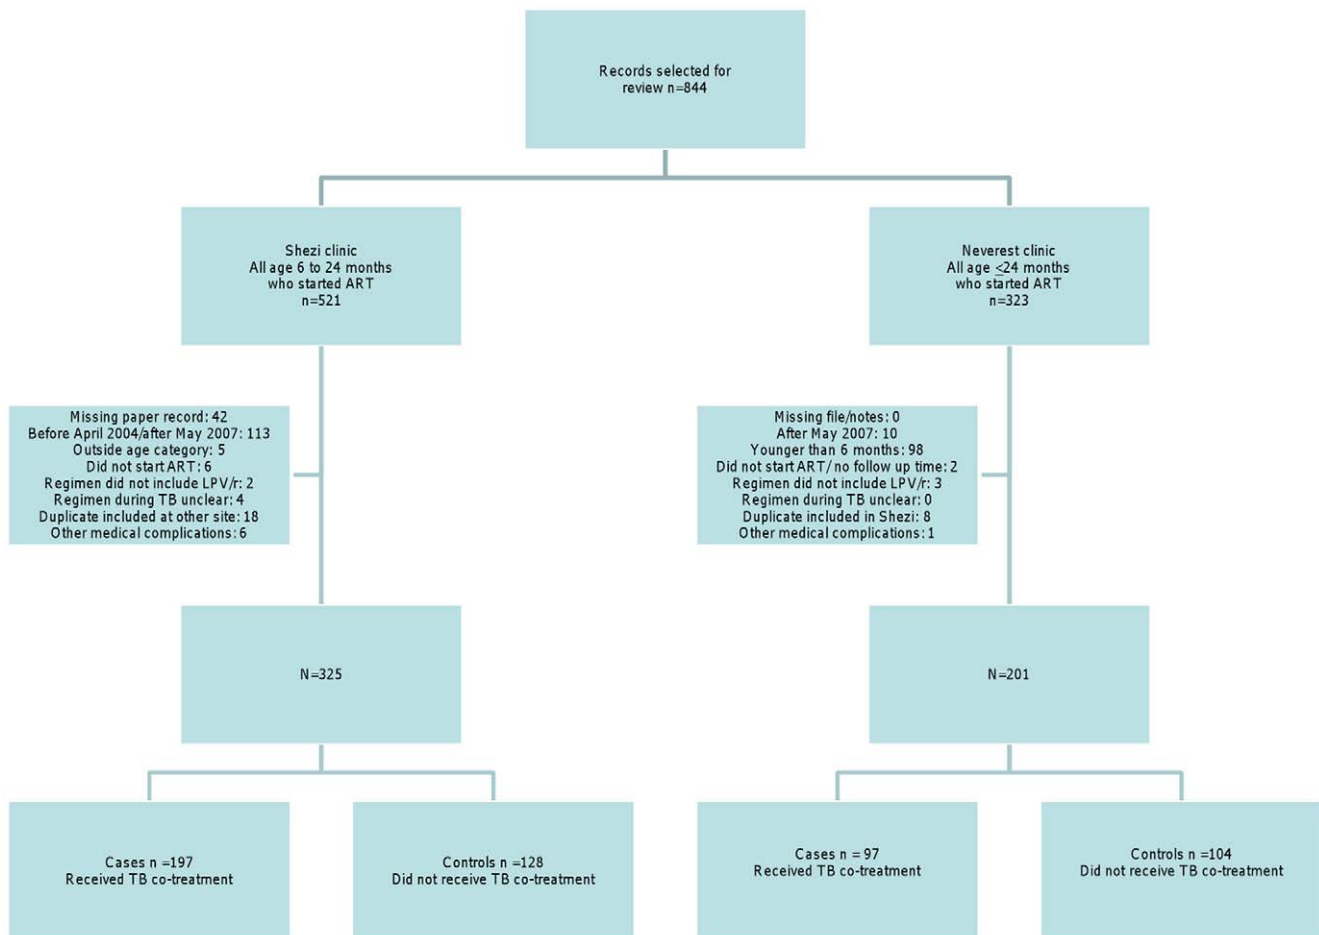 Records selected for
review n=844
Shezi clinic
All age 6 to 24 months
who started ART
n=521
Neverest clinic
All age ≤24 months
who started ART
n=323
Missing paper record: 42
Before April 2004/after May 2007: 113
Outside age category: 5
Did not start ART: 6
Regimen did not include LPV/r: 2
Regimen during TB unclear: 4
Duplicate included at other site: 18
Other medical complications: 6
Missing file/notes: 0
After May 2007: 10
Younger than 6 months: 98
Did not start ART/ no follow up time: 2
Regimen did not include LPV/r: 3
Regimen during TB unclear: 0
Duplicate included in Shezi: 8
Other medical complications: 1
N=325
N=201
Cases n =197
Received TB co-treatment
Controls n =128
Did not receive TB co-treatment
Cases n = 97
Received TB co-treatment
Controls n =104
Did not receive TB co-treatment